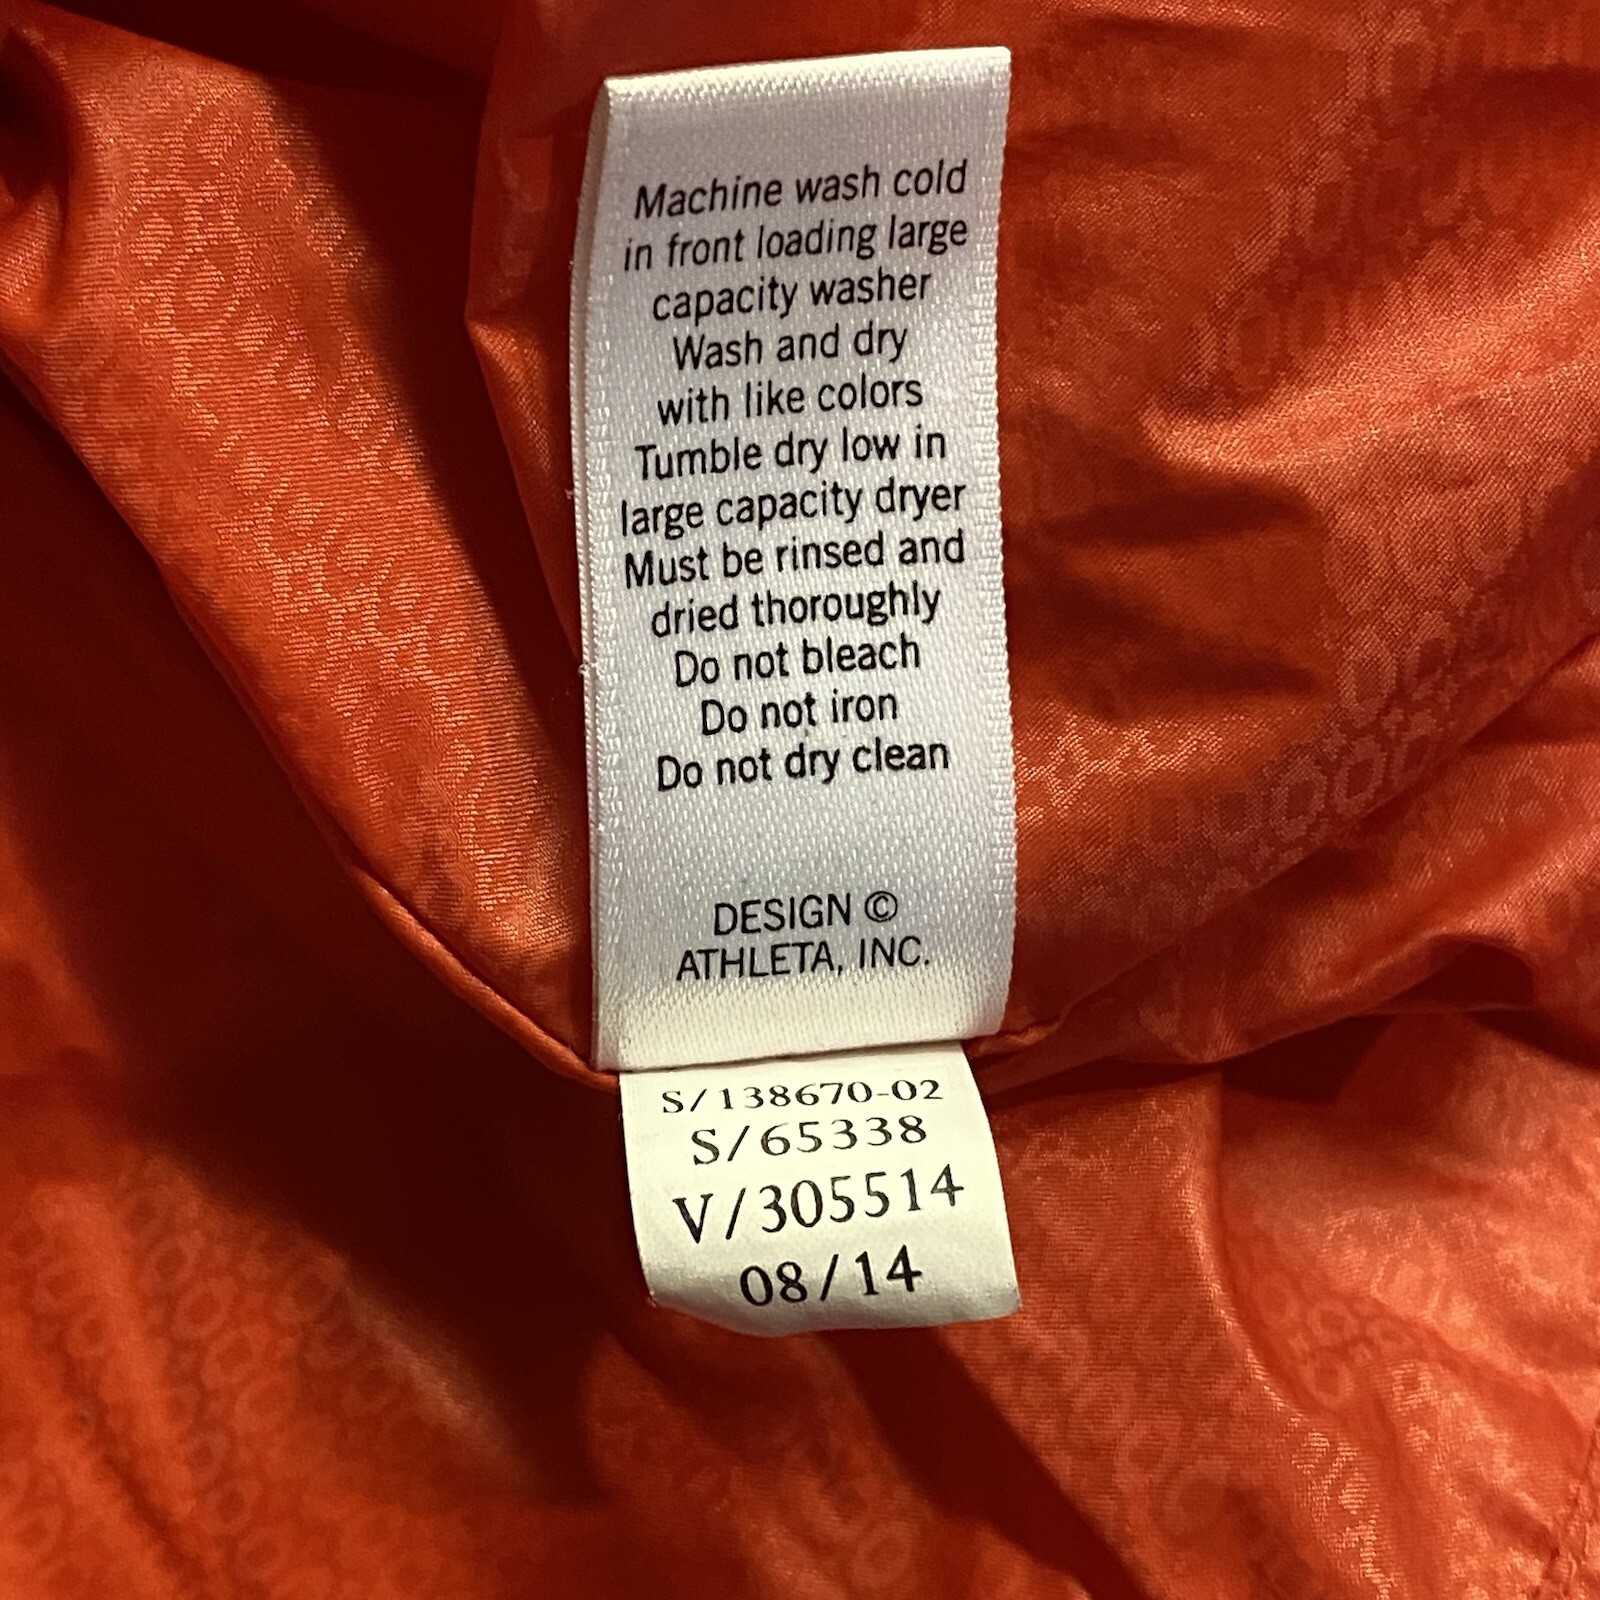 Machine wash cold
in front loading large
capacity washer
Wash and dry
with like colors
Tumble dry low in
large capacity dryer
Must be rinsed and
dried thoroughly
Do not bleach
Do not iron
Do not dry clean
DESIGN ©
ATHLETA, INC.
S/138670-02
S/65338
V/305514
08/14